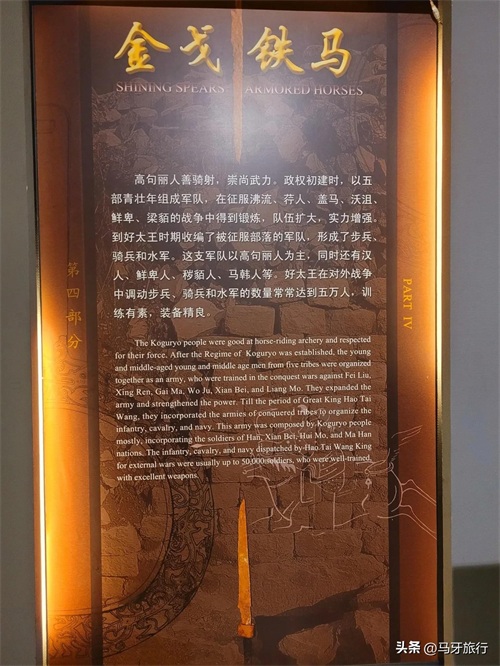 金戈铁马
SHINING SPEARS ARMORED HORSES
高句丽人善骑射，崇尚武力。政权初建时，以五
部青壮年组成军队，在征服沸流、荇人、盖马、沃沮、
鲜卑、梁貊的战争中得到锻炼，队伍扩大，实力增强。
到好太王时期收编了被征服部落的军队，形成了步兵、
骑兵和水军。这支军队以高句丽人为主，同时还有汉
人、鲜卑人、秽貊人、马韩人等。好太王在对外战争
中调动步兵、骑兵和水军的数量常常达到五万人，训
练有素，装备精良。
The Koguryo people were good at horse-riding archery and respected
for their force. After the Regime of Koguryo was established, the young
and middle-aged young and middle age men from five tribes were organized
together as an army, who were trained in the conquest wars against Fei Liu,
Xing Ren, Gai Ma, Wo Ju, Xian Bei, and Liang Mo. They expanded the
army and strengthened the power. Till the period of Great King Hao Tai
Wang, they incorporated the armies of conquered tribes to organize the
infantry, cavalry, and navy. This army was composed by Koguryo people
mostly, incorporating the soldiers of Han, Xian Bei, Hui Mo, and Ma Han
nations. The infantry, cavalry, and navy dispatched by Hao Tai Wang King
for external wars were usually up to 50,000 soldiers, who were well-trained,
with excellent weapons.
第四部分
PART IV
头条 @马牙旅行